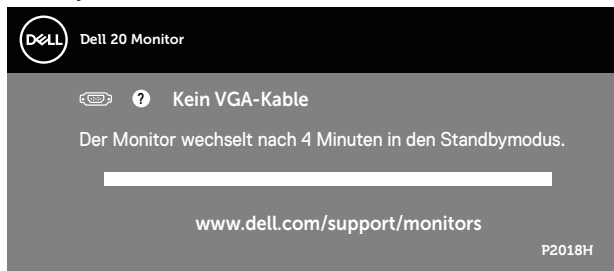 DELL
Dell 20 Monitor
? Kein VGA-Kable
Der Monitor wechselt nach 4 Minuten in den Standbymodus.
www.dell.com/support/monitors
P2018H